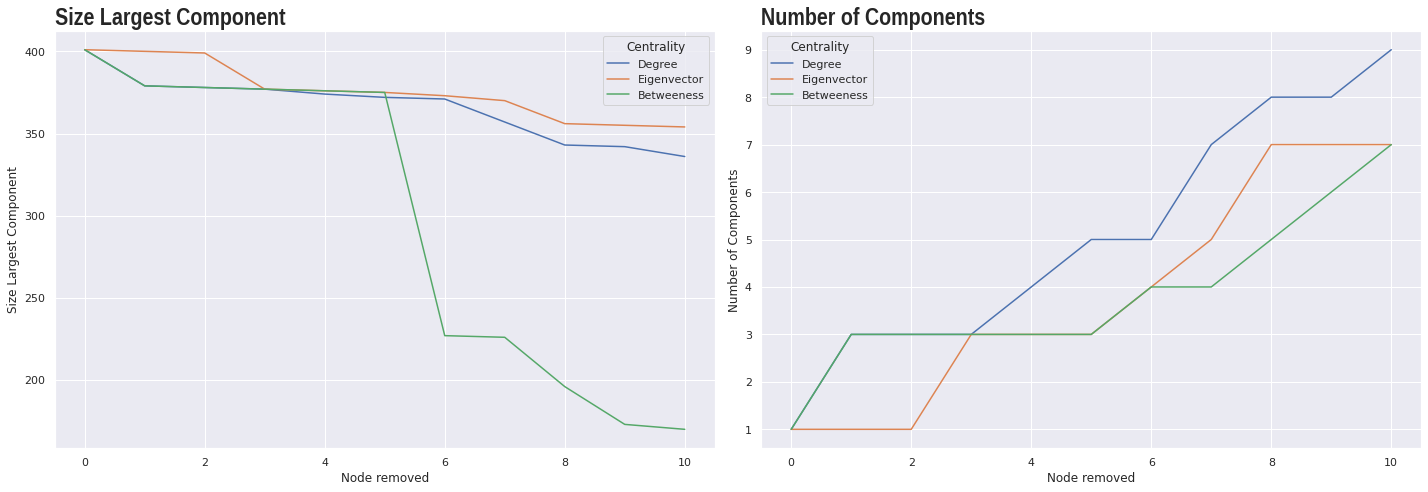 Size Largest Component
Size Largest Component
400
350
300
250
200
0 2 4 6 8 10
Node removed
Centrality
Degree
Eigenvector
Betweeness
Number of Components
Number of Components
9
8
7
6
5
4
3
2
1
0 2 4 6 8 10
Node removed
Centrality
Degree
Eigenvector
Betweeness